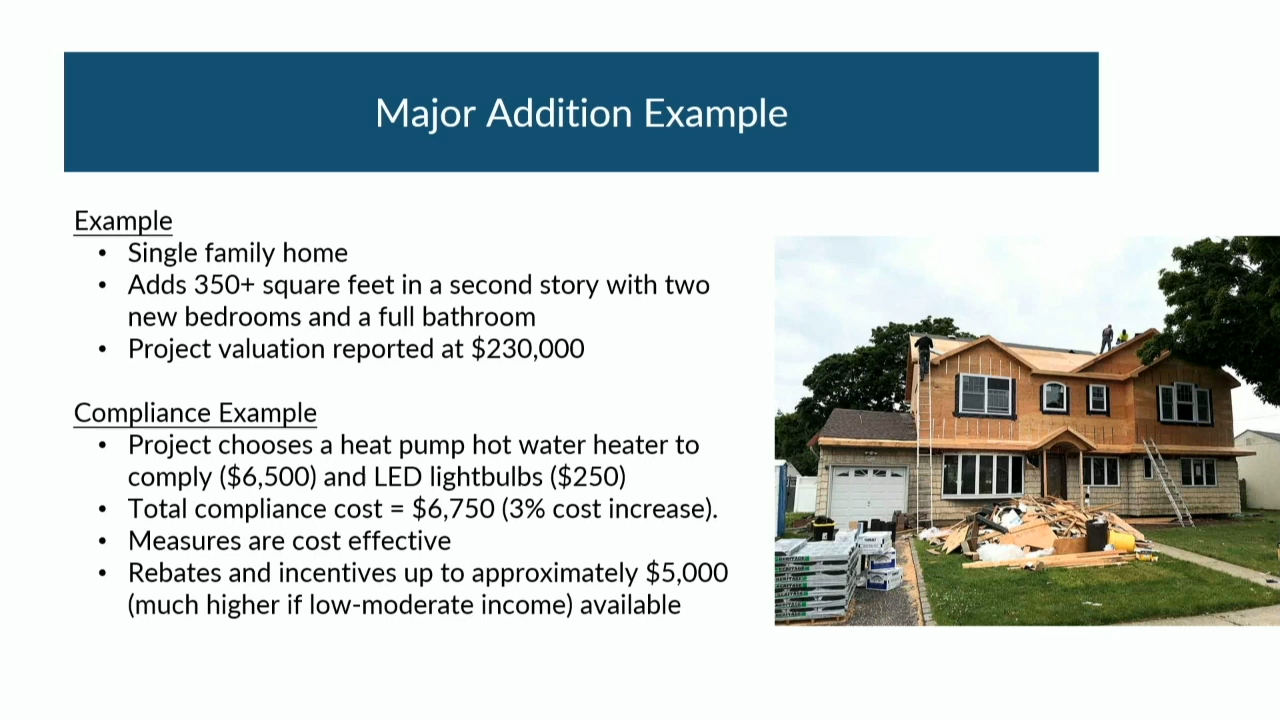 Major Addition Example
Example
• Single family home
• Adds 350+ square feet in a second story with two
new bedrooms and a full bathroom
• Project valuation reported at $230,000
Compliance Example
• Project chooses a heat pump hot water heater to
comply ($6,500) and LED lightbulbs ($250)
• Total compliance cost = $6,750 (3% cost increase).
• Measures are cost effective
• Rebates and incentives up to approximately $5,000
(much higher if low-moderate income) available